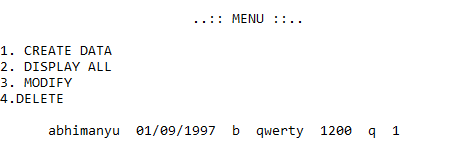 ..:: MENU ::..
1. CREATE DATA
2. DISPLAY ALL
3. MODIFY
4.DELETE
abhimanyu 01/09/1997 b qwerty 1200 q 1